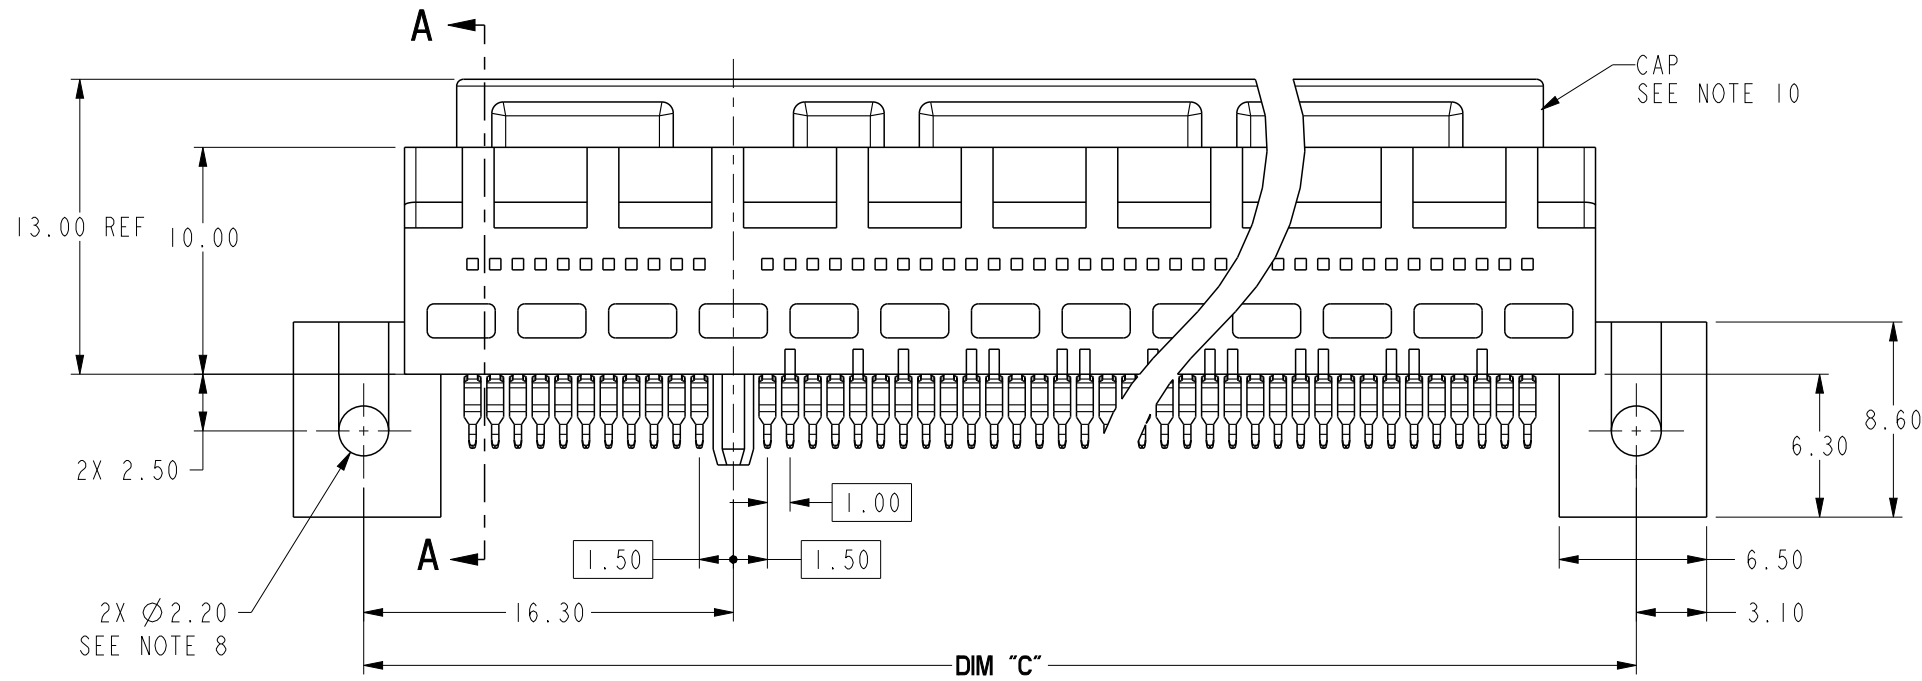 A
CAP
SEE NOTE 10
13.00 REF
10.00
8.60
6.30
2X 2.50
1.00
A
1.50
1.50
6.50
2X Ø2.20
SEE NOTE 8
16.30
3.10
DIM "C"